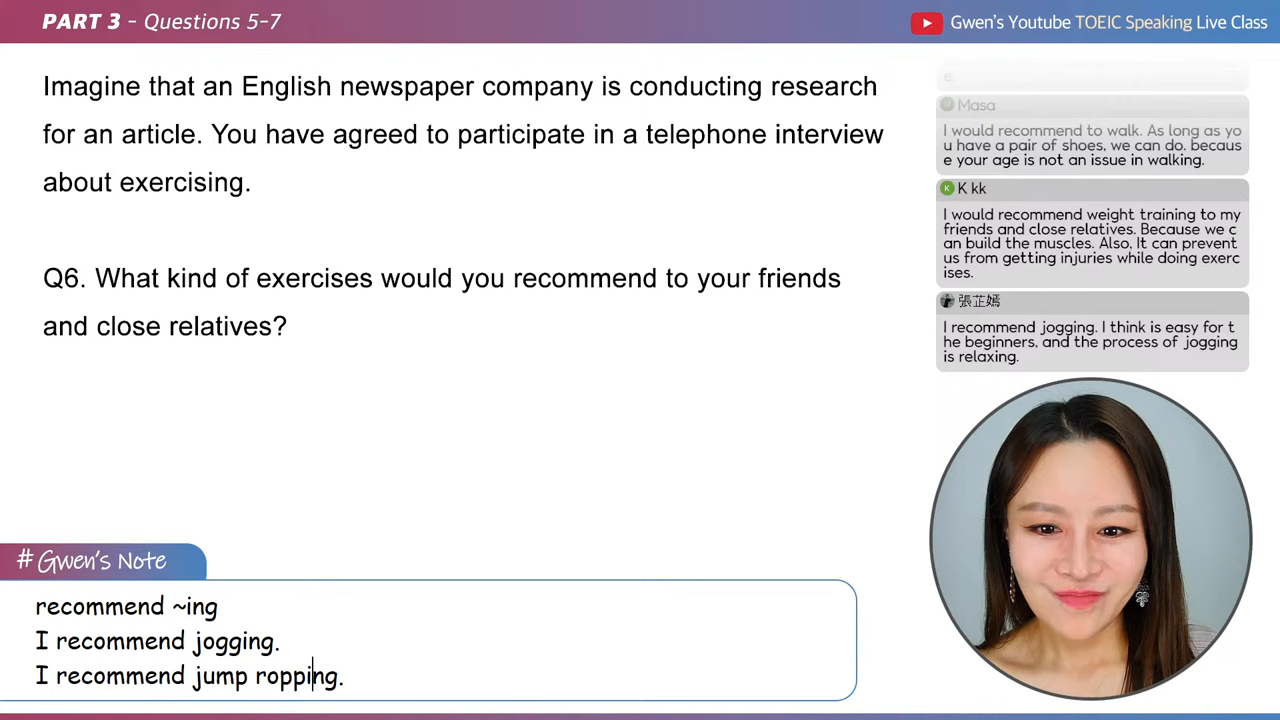 PART 3 - Questions 5-7
Gwen's Youtube TOEIC Speaking Live Class
Imagine that an English newspaper company is conducting research
for an article. You have agreed to participate in a telephone interview
about exercising.
Q6. What kind of exercises would you recommend to your friends
and close relatives?
e.
Masa
I would recommend to walk. As long as yo
u have a pair of shoes, we can do. becaus
e your age is not an issue in walking.
K
K kk
I would recommend weight training to my
friends and close relatives. Because we c
an build the muscles. Also, It can prevent
us from getting injuries while doing exerc
ises.
張芷嫣
I recommend jogging. I think is easy for t
he beginners, and the process of jogging
is relaxing.
# Gwen's Note
recommend ~ing
I recommend jogging.
I recommend jump ropping.